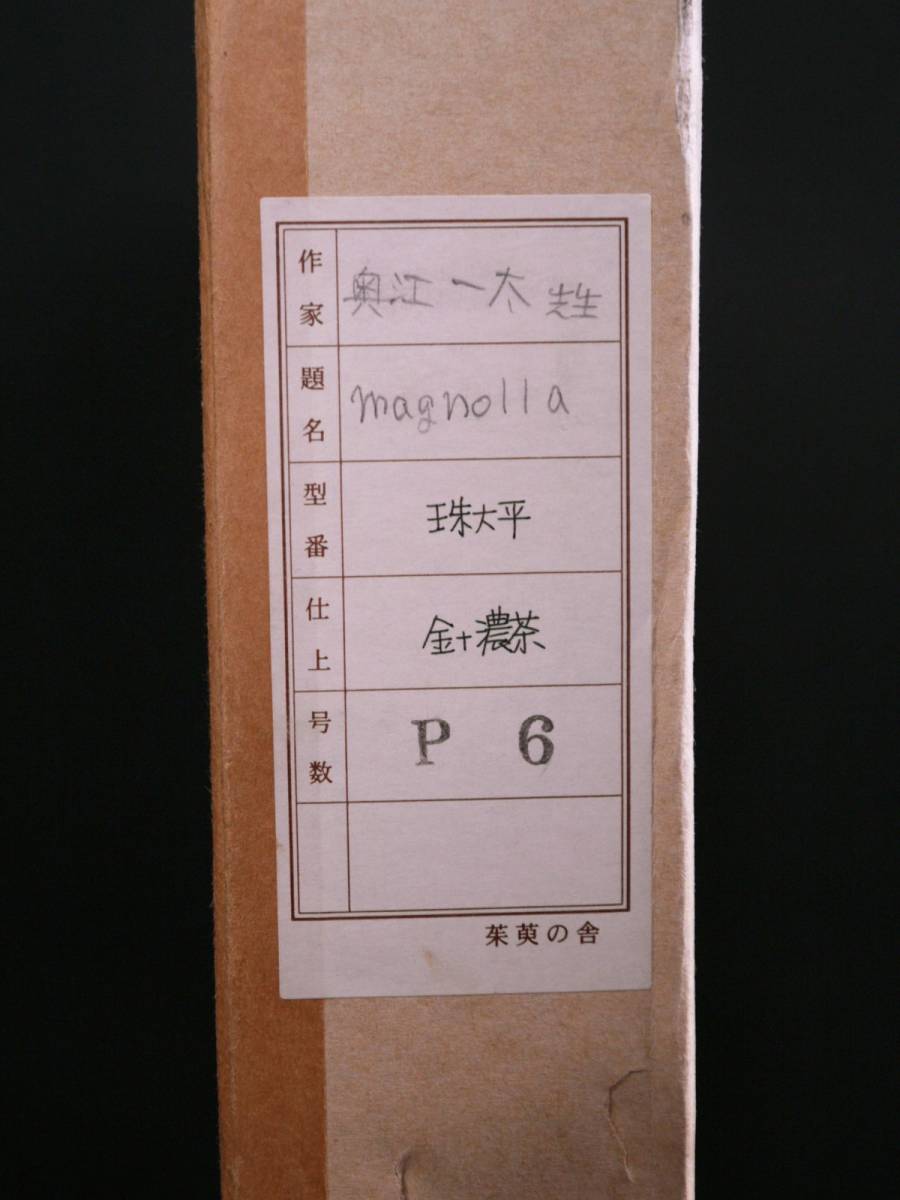 作家 奥江一太 先生
題名 magnolla
型番 珠大平
仕上 金+濃茶
号数 P 6
茱萸の舎